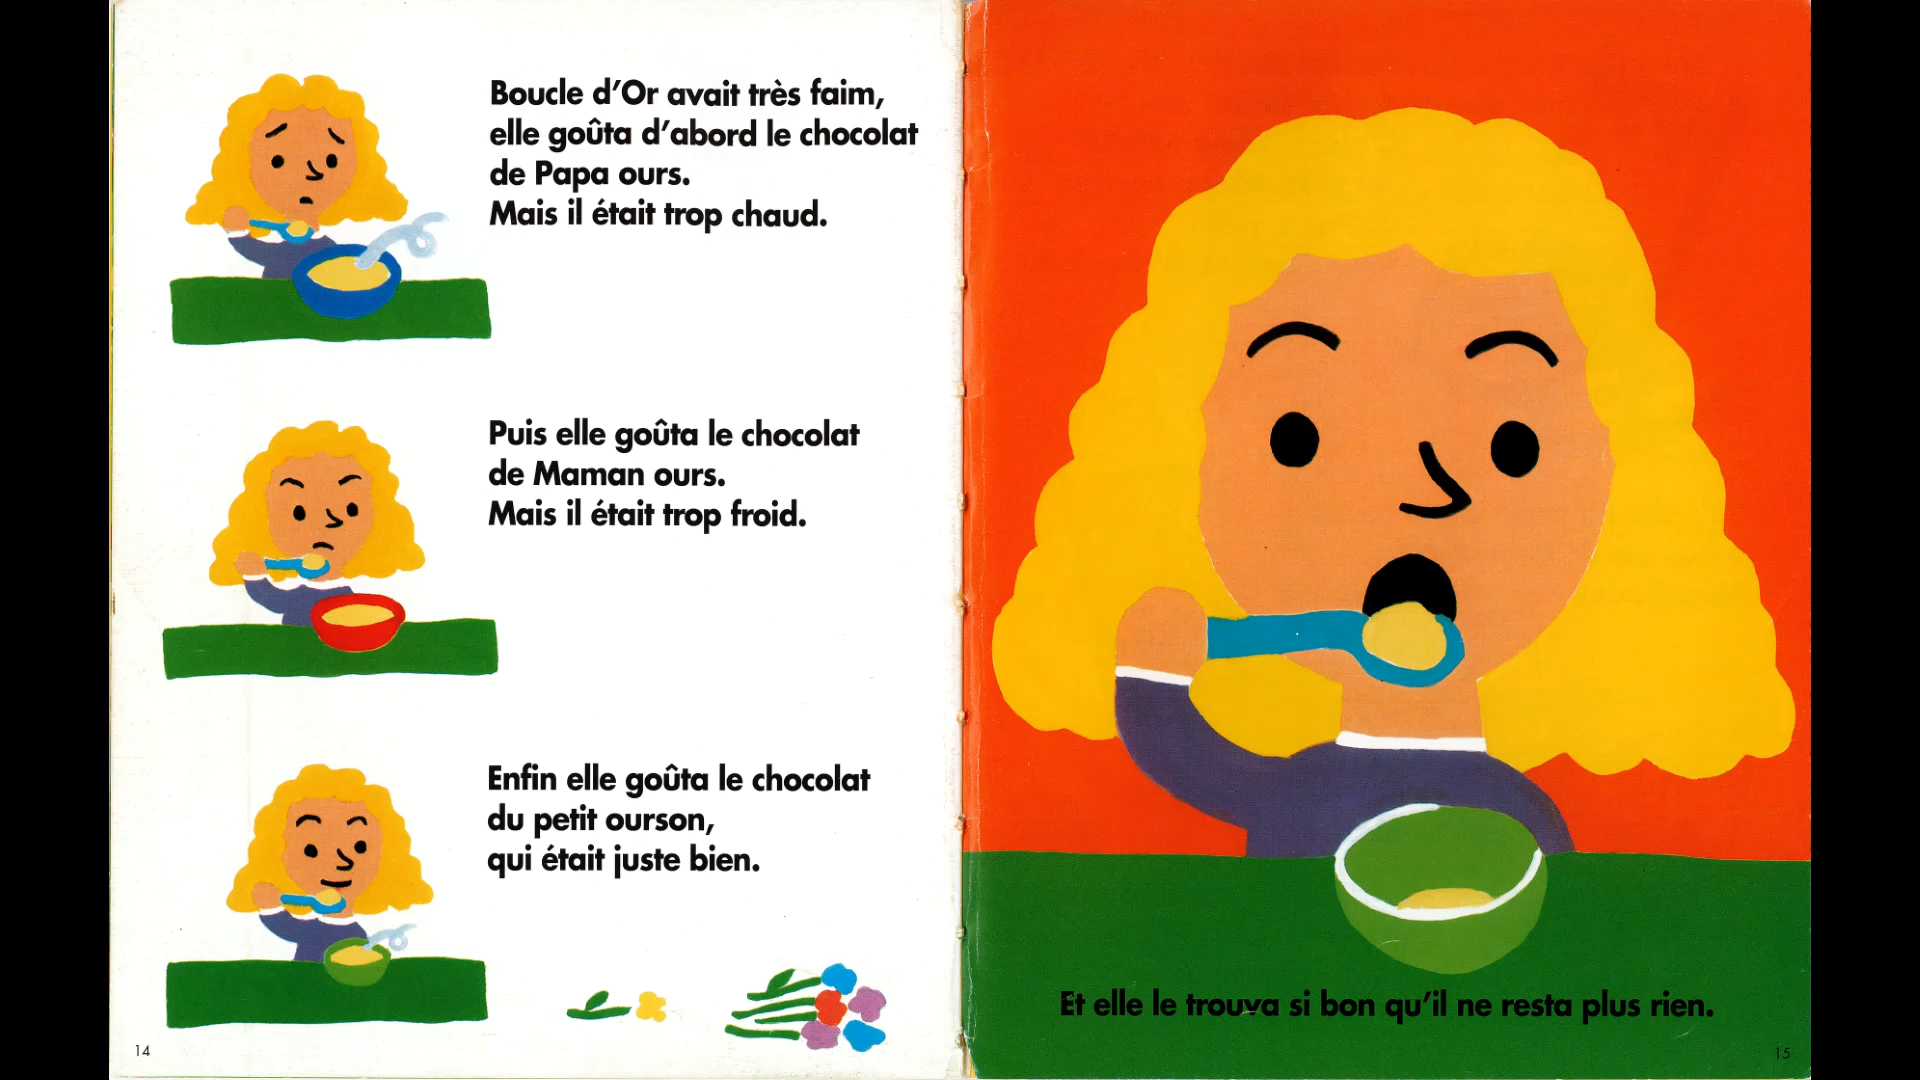 Boucle d'Or avait très faim,
elle goûta d'abord le chocolat
de Papa ours.
Mais il était trop chaud.
Puis elle goûta le chocolat
de Maman ours.
Mais il était trop froid.
Enfin elle goûta le chocolat
du petit ourson,
qui était juste bien.
14
Et elle le trouva si bon qu'il ne resta plus rien.
15